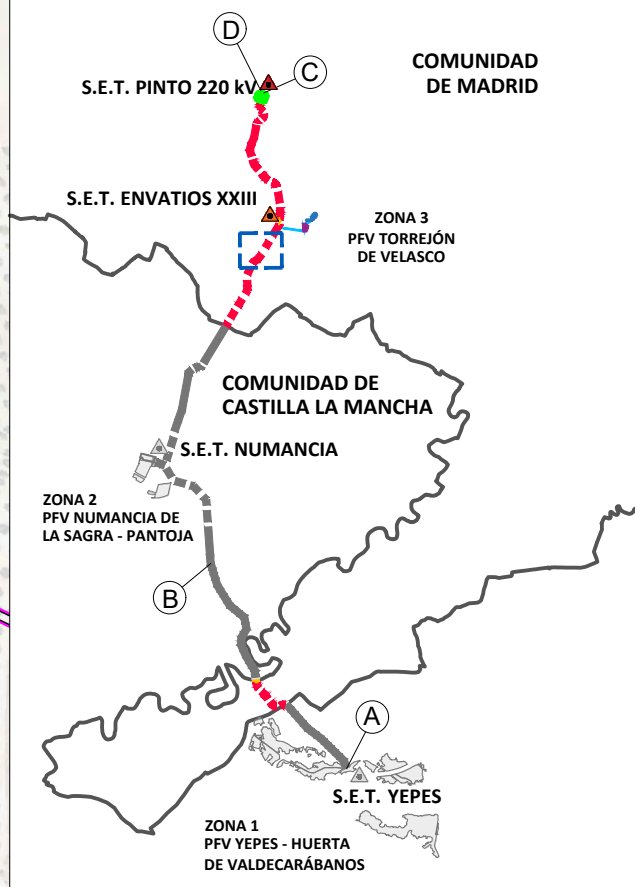 D
C
COMUNIDAD
DE MADRID
S.E.T. PINTO 220 kV
S.E.T. ENVATIOS XXIII
ZONA 3
PFV TORREJÓN
DE VELASCO
COMUNIDAD DE
CASTILLA LA MANCHA
S.E.T. NUMANCIA
ZONA 2
PFV NUMANCIA DE
LA SAGRA - PANTOJA
B
A
S.E.T. YEPES
ZONA 1
PFV YEPES - HUERTA
DE VALDECARÁBANOS